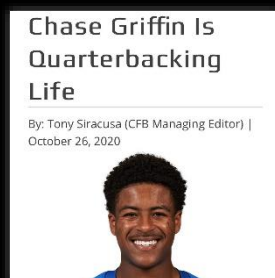 Chase Griffin Is
Quarterbacking
Life
By: Tony Siracusa (CFB Managing Editor) |
October 26, 2020